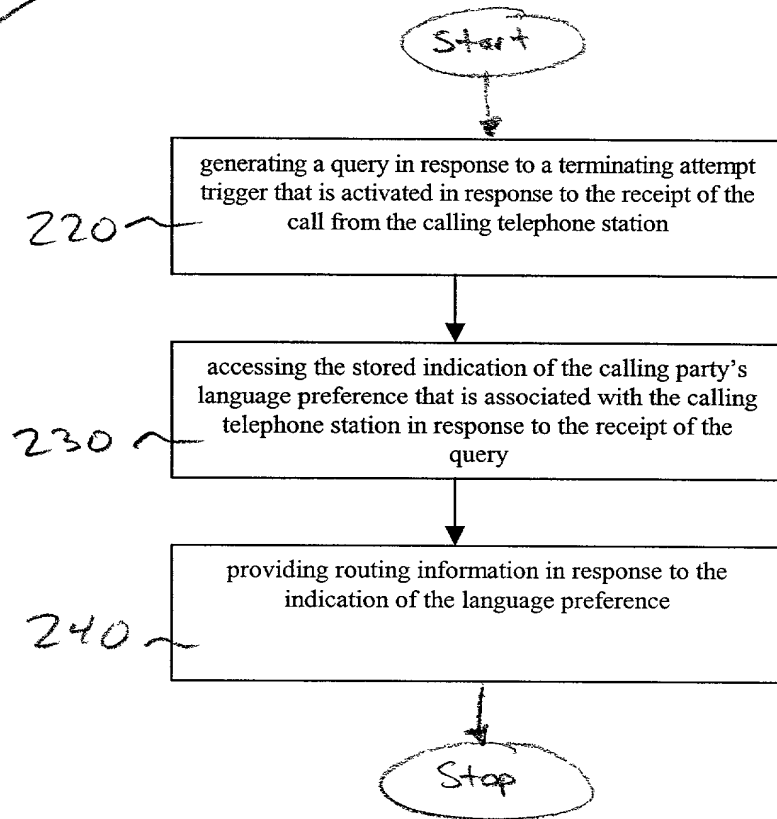 Start
generating a query in response to a terminating attempt
trigger that is activated in response to the receipt of the
call from the calling telephone station
220
accessing the stored indication of the calling party's
language preference that is associated with the calling
telephone station in response to the receipt of the
query
230
providing routing information in response to the
indication of the language preference
240
Stop